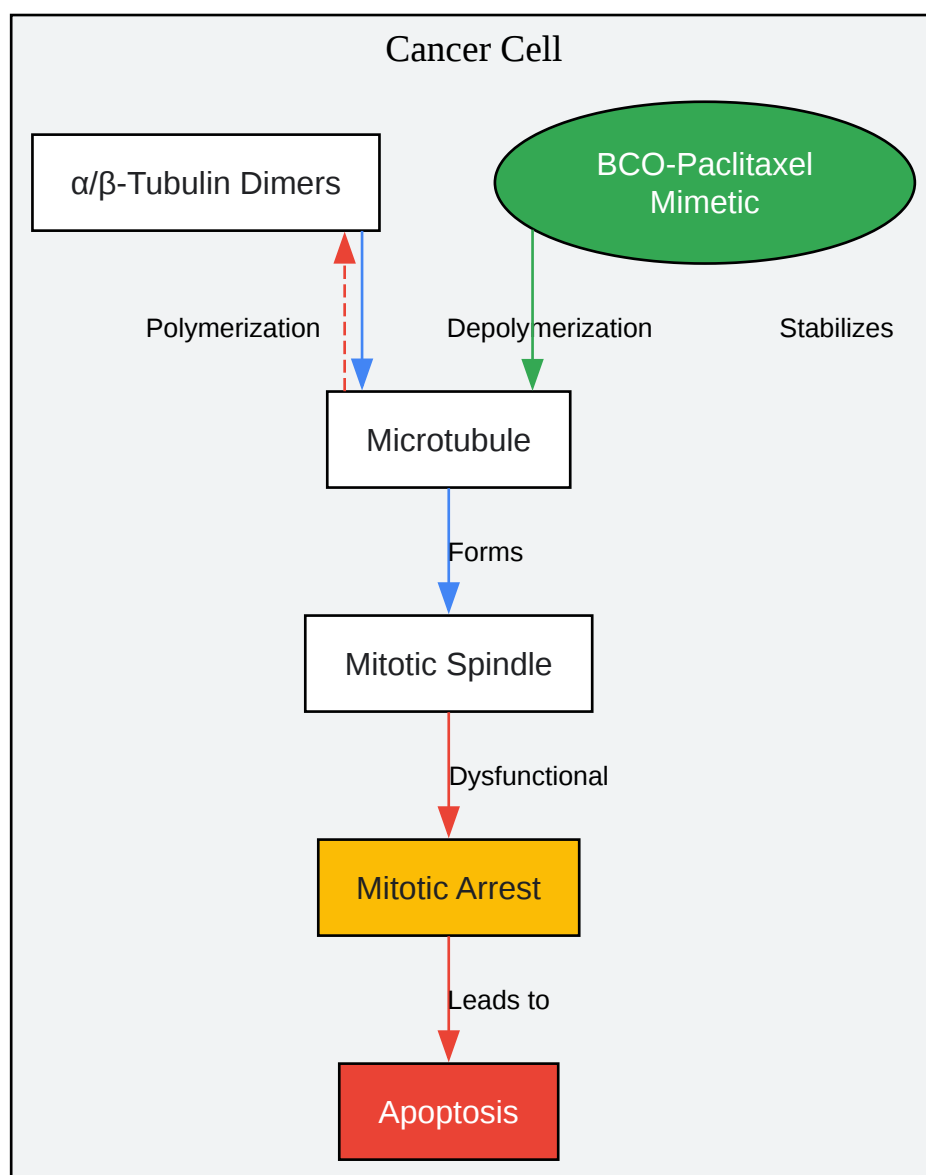 Cancer Cell
α/β-Tubulin Dimers
BCO-Paclitaxel
Mimetic
Polymerization
Depolymerization
Stabilizes
Microtubule
Forms
Mitotic Spindle
Dysfunctional
Mitotic Arrest
Leads to
Apoptosis